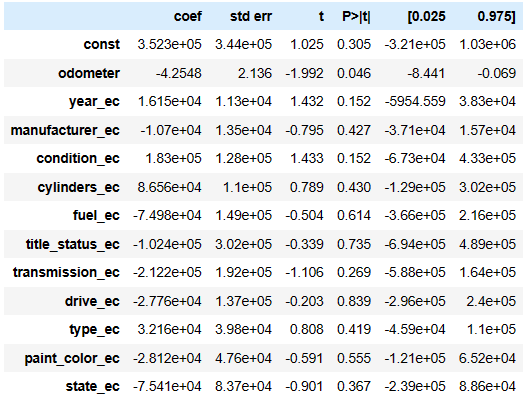 coef std err t P>|t| [0.025 0.975]
const 3.523e+05 3.44e+05 1.025 0.305 -3.21e+05 1.03e+06
odometer -4.2548 2.136 -1.992 0.046 -8.441 -0.069
year_ec 1.615e+04 1.13e+04 1.432 0.152 -5954.559 3.83e+04
manufacturer_ec -1.07e+04 1.35e+04 -0.795 0.427 -3.71e+04 1.57e+04
condition_ec 1.83e+05 1.28e+05 1.433 0.152 -6.73e+04 4.33e+05
cylinders_ec 8.656e+04 1.1e+05 0.789 0.430 -1.29e+05 3.02e+05
fuel_ec -7.498e+04 1.49e+05 -0.504 0.614 -3.66e+05 2.16e+05
title_status_ec -1.024e+05 3.02e+05 -0.339 0.735 -6.94e+05 4.89e+05
transmission_ec -2.122e+05 1.92e+05 -1.106 0.269 -5.88e+05 1.64e+05
drive_ec -2.776e+04 1.37e+05 -0.203 0.839 -2.96e+05 2.4e+05
type_ec 3.216e+04 3.98e+04 0.808 0.419 -4.59e+04 1.1e+05
paint_color_ec -2.812e+04 4.76e+04 -0.591 0.555 -1.21e+05 6.52e+04
state_ec -7.541e+04 8.37e+04 -0.901 0.367 -2.39e+05 8.86e+04